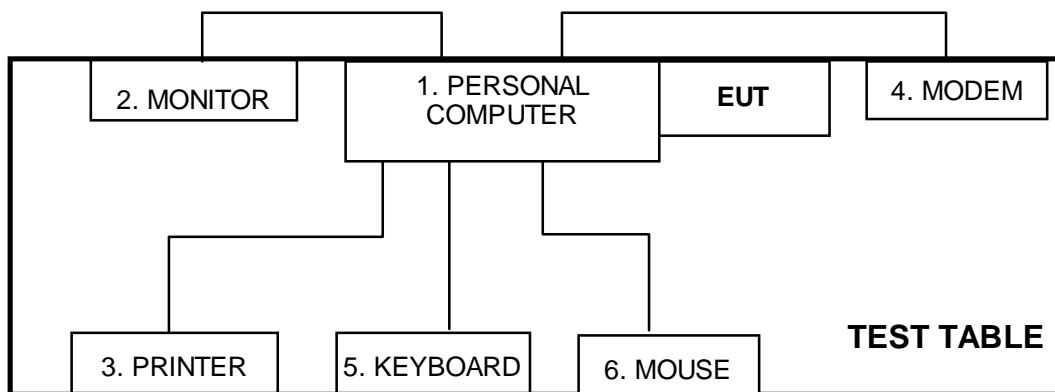 2. MONITOR
1. PERSONAL
COMPUTER
EUT
4. MODEM
3. PRINTER
5. KEYBOARD
6. MOUSE
TEST TABLE